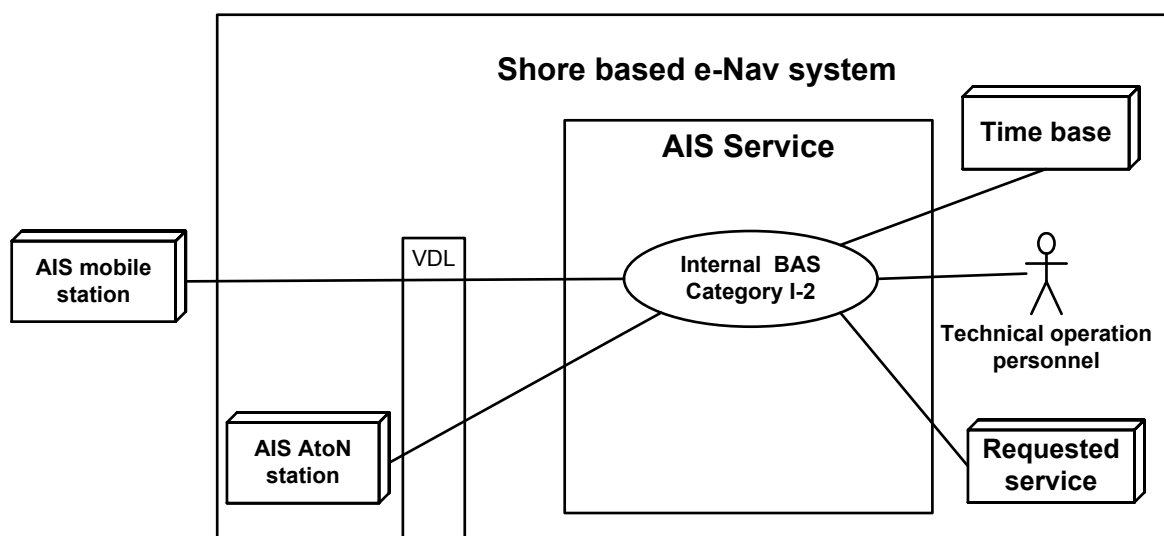 Shore based e-Nav system
AIS Service
Time base
AIS mobile
station
VDL
Internal BAS
Category I-2
Technical operation
personnel
AIS AtoN
station
Requested
service